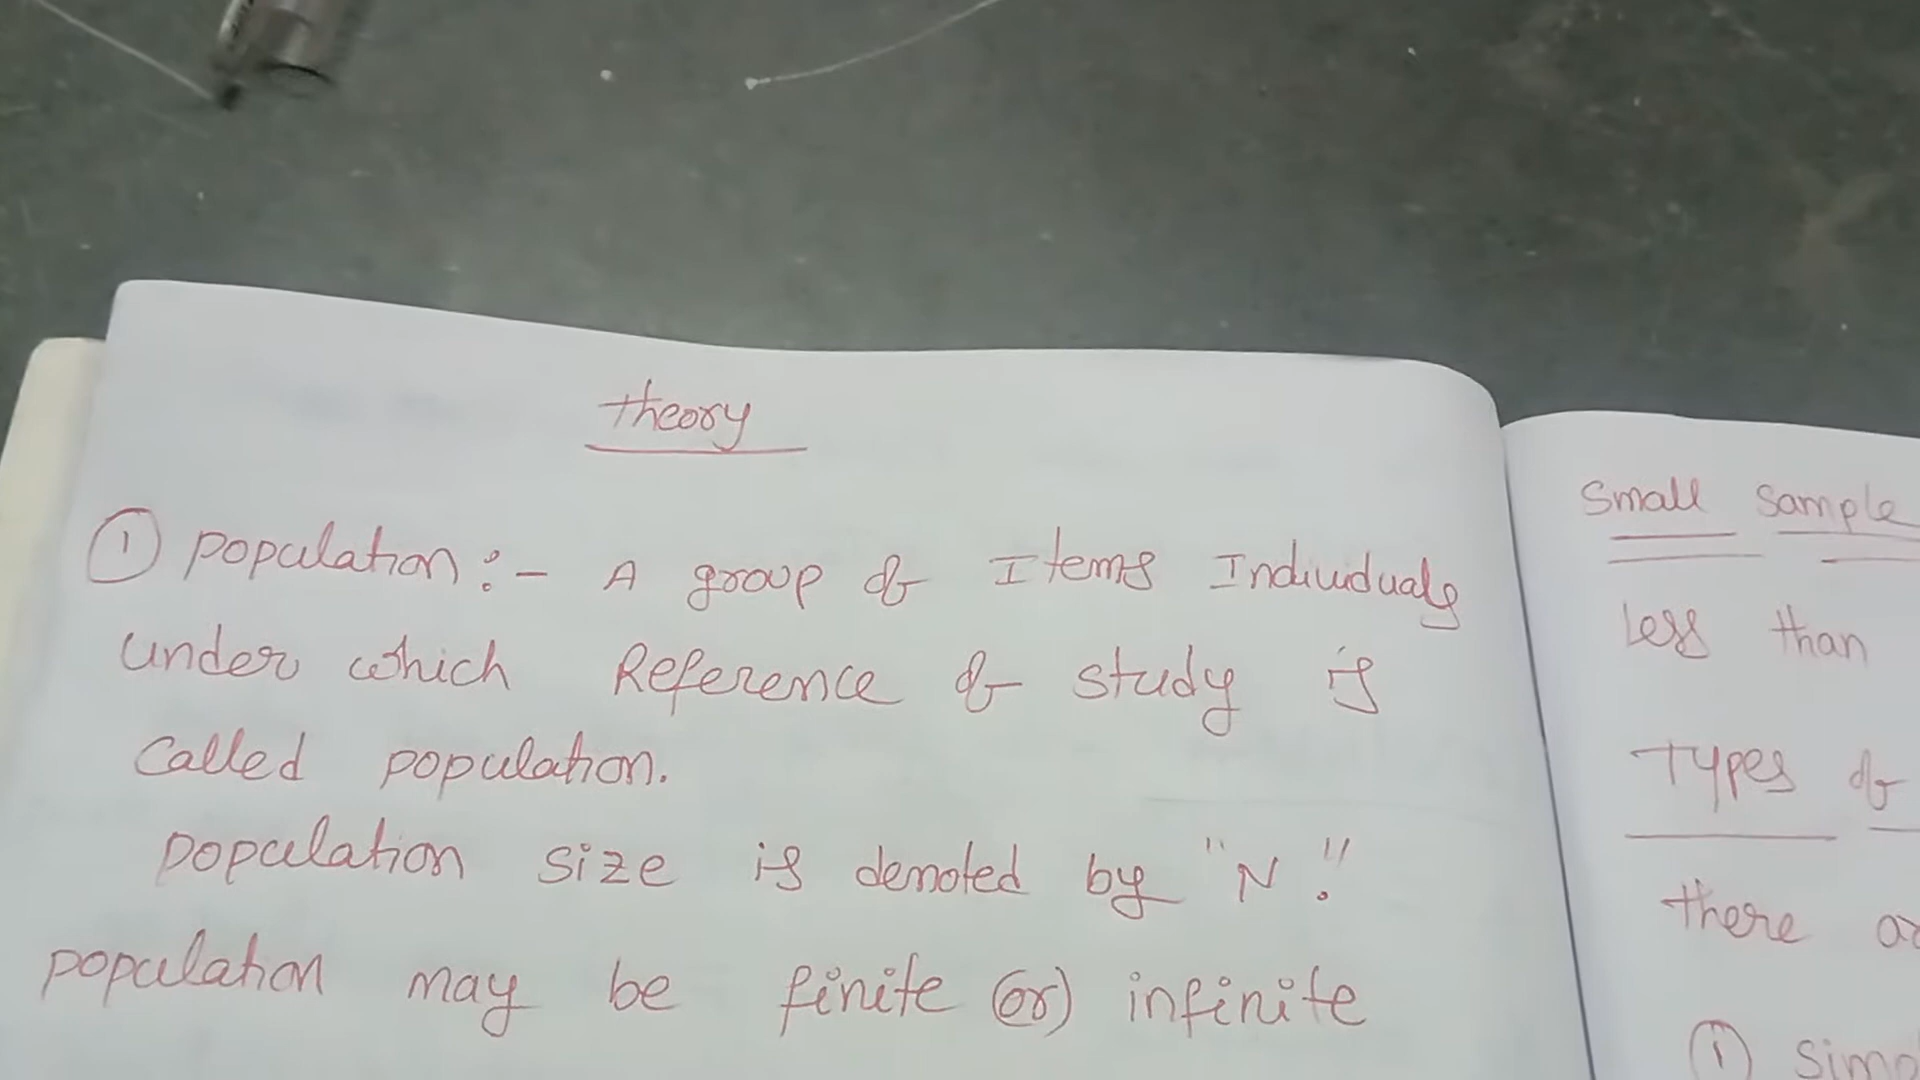 theory
① population :- A group of Items Individuals
under which Reference of study is
called population.
population size is denoted by "N".
population may be finite (or) infinite
Small Sample
Less than
Types of
there
①